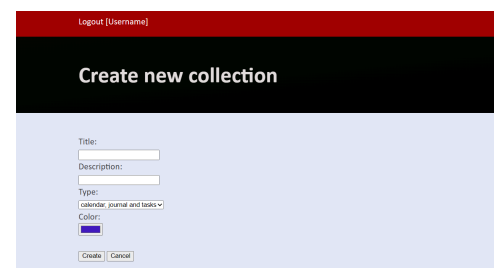 Logout [Username]
Create new collection
Title:
Description:
Type:
calendar, journal and tasks
Color:
Create Cancel